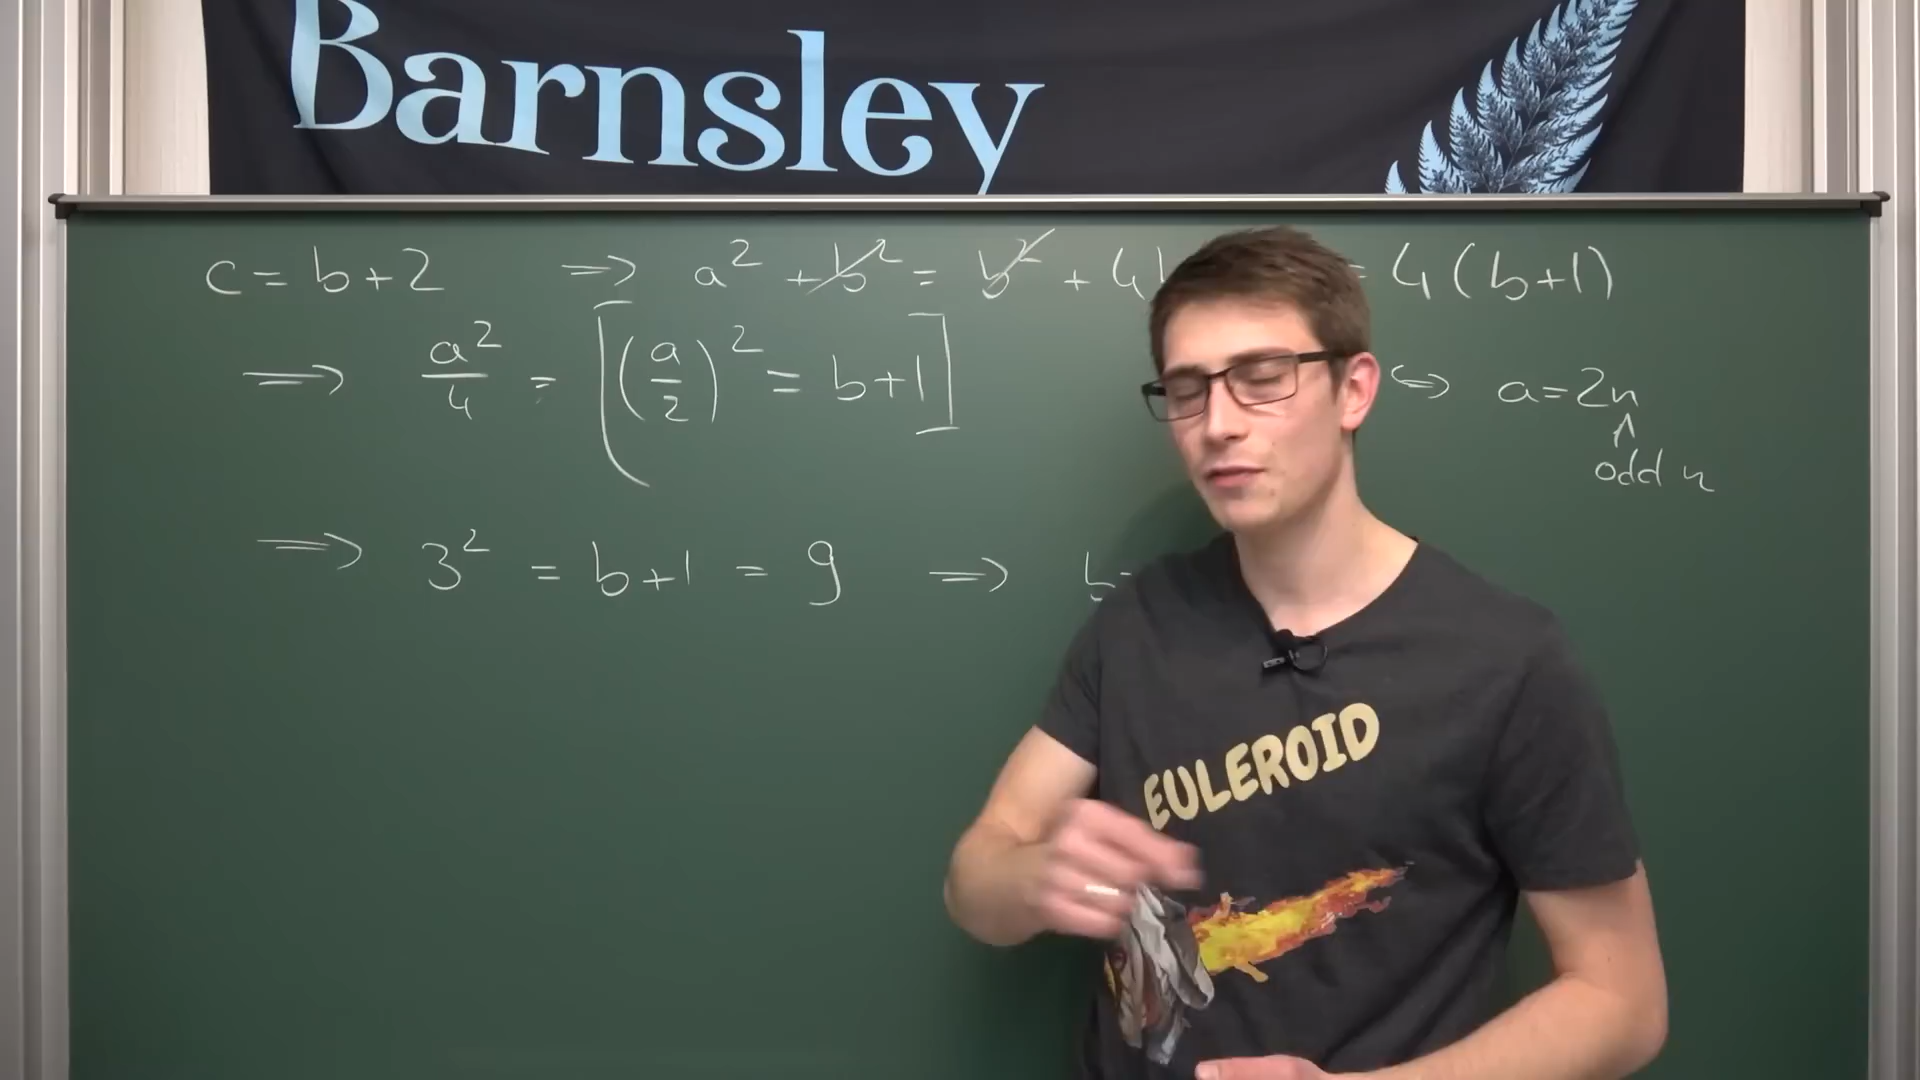 Barnsley
c = b+2 ⇒ a² + b² = b² + 4 = 4(b+1)
⇒ a²/4 = [(a/2)² = b+1] ↔ a=2n
odd n
⇒ 3² = b+1 = 9 ⇒ b=
EULEROID